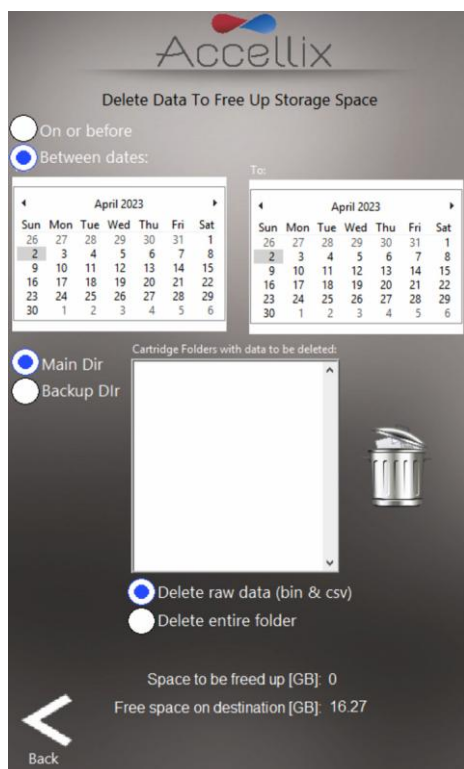 Accellix
Delete Data To Free Up Storage Space
On or before
Between dates:
To:
April 2023
Sun Mon Tue Wed Thu Fri Sat
26 27 28 29 30 31 1
2 3 4 5 6 7 8
9 10 11 12 13 14 15
16 17 18 19 20 21 22
23 24 25 26 27 28 29
30 1 2 3 4 5 6
April 2023
Sun Mon Tue Wed Thu Fri Sat
26 27 28 29 30 31 1
2 3 4 5 6 7 8
9 10 11 12 13 14 15
16 17 18 19 20 21 22
23 24 25 26 27 28 29
30 1 2 3 4 5 6
Main Dir
Backup DIr
Cartridge Folders with data to be deleted:
Delete raw data (bin & csv)
Delete entire folder
Space to be freed up [GB]: 0
Free space on destination [GB]: 16.27
Back